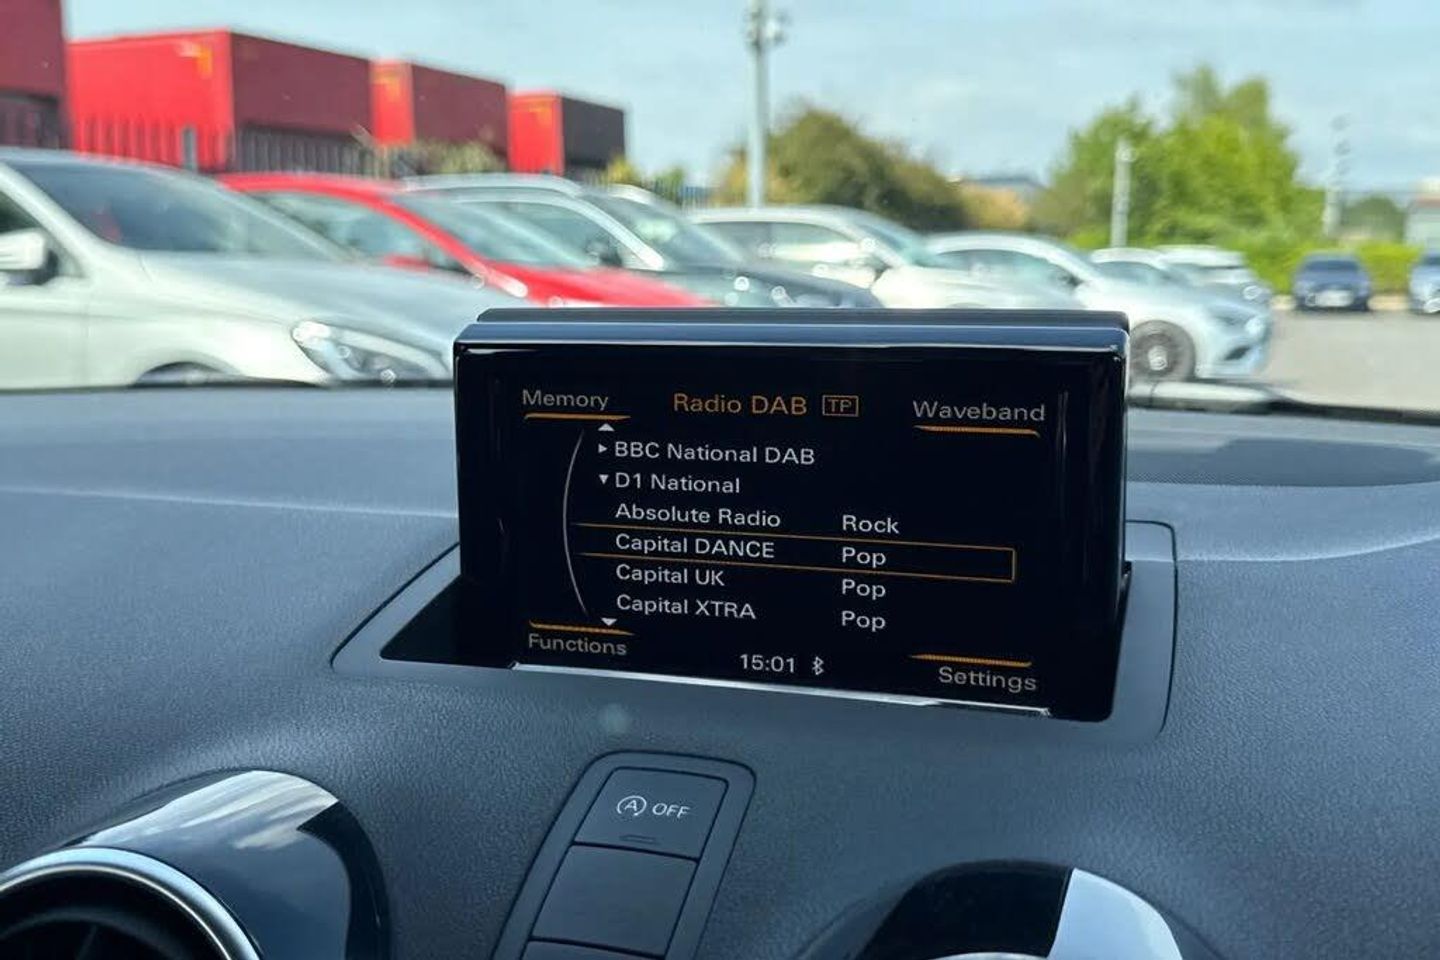 Memory
Radio DAB TP
Waveband
BBC National DAB
D1 National
Absolute Radio Rock
Capital DANCE Pop
Capital UK Pop
Capital XTRA Pop
Functions
15:01
Settings
A OFF